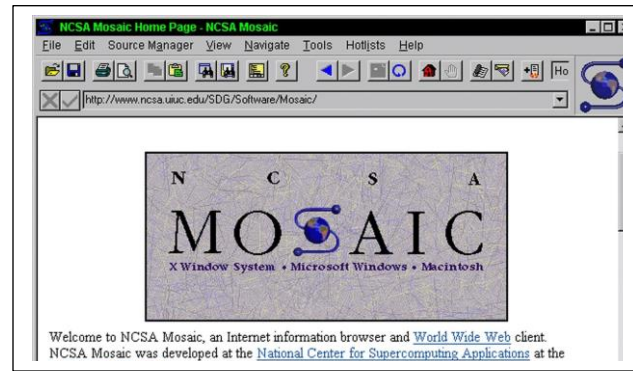 NCSA Mosaic Home Page - NCSA Mosaic
File Edit Source Manager View Navigate Tools Hotlists Help
Ho
http://www.ncsa.uiuc.edu/SDG/Software/Mosaic/
N C S A
MOSAIC
X Window System • Microsoft Windows • Macintosh
Welcome to NCSA Mosaic, an Internet information browser and World Wide Web client.
NCSA Mosaic was developed at the National Center for Supercomputing Applications at the